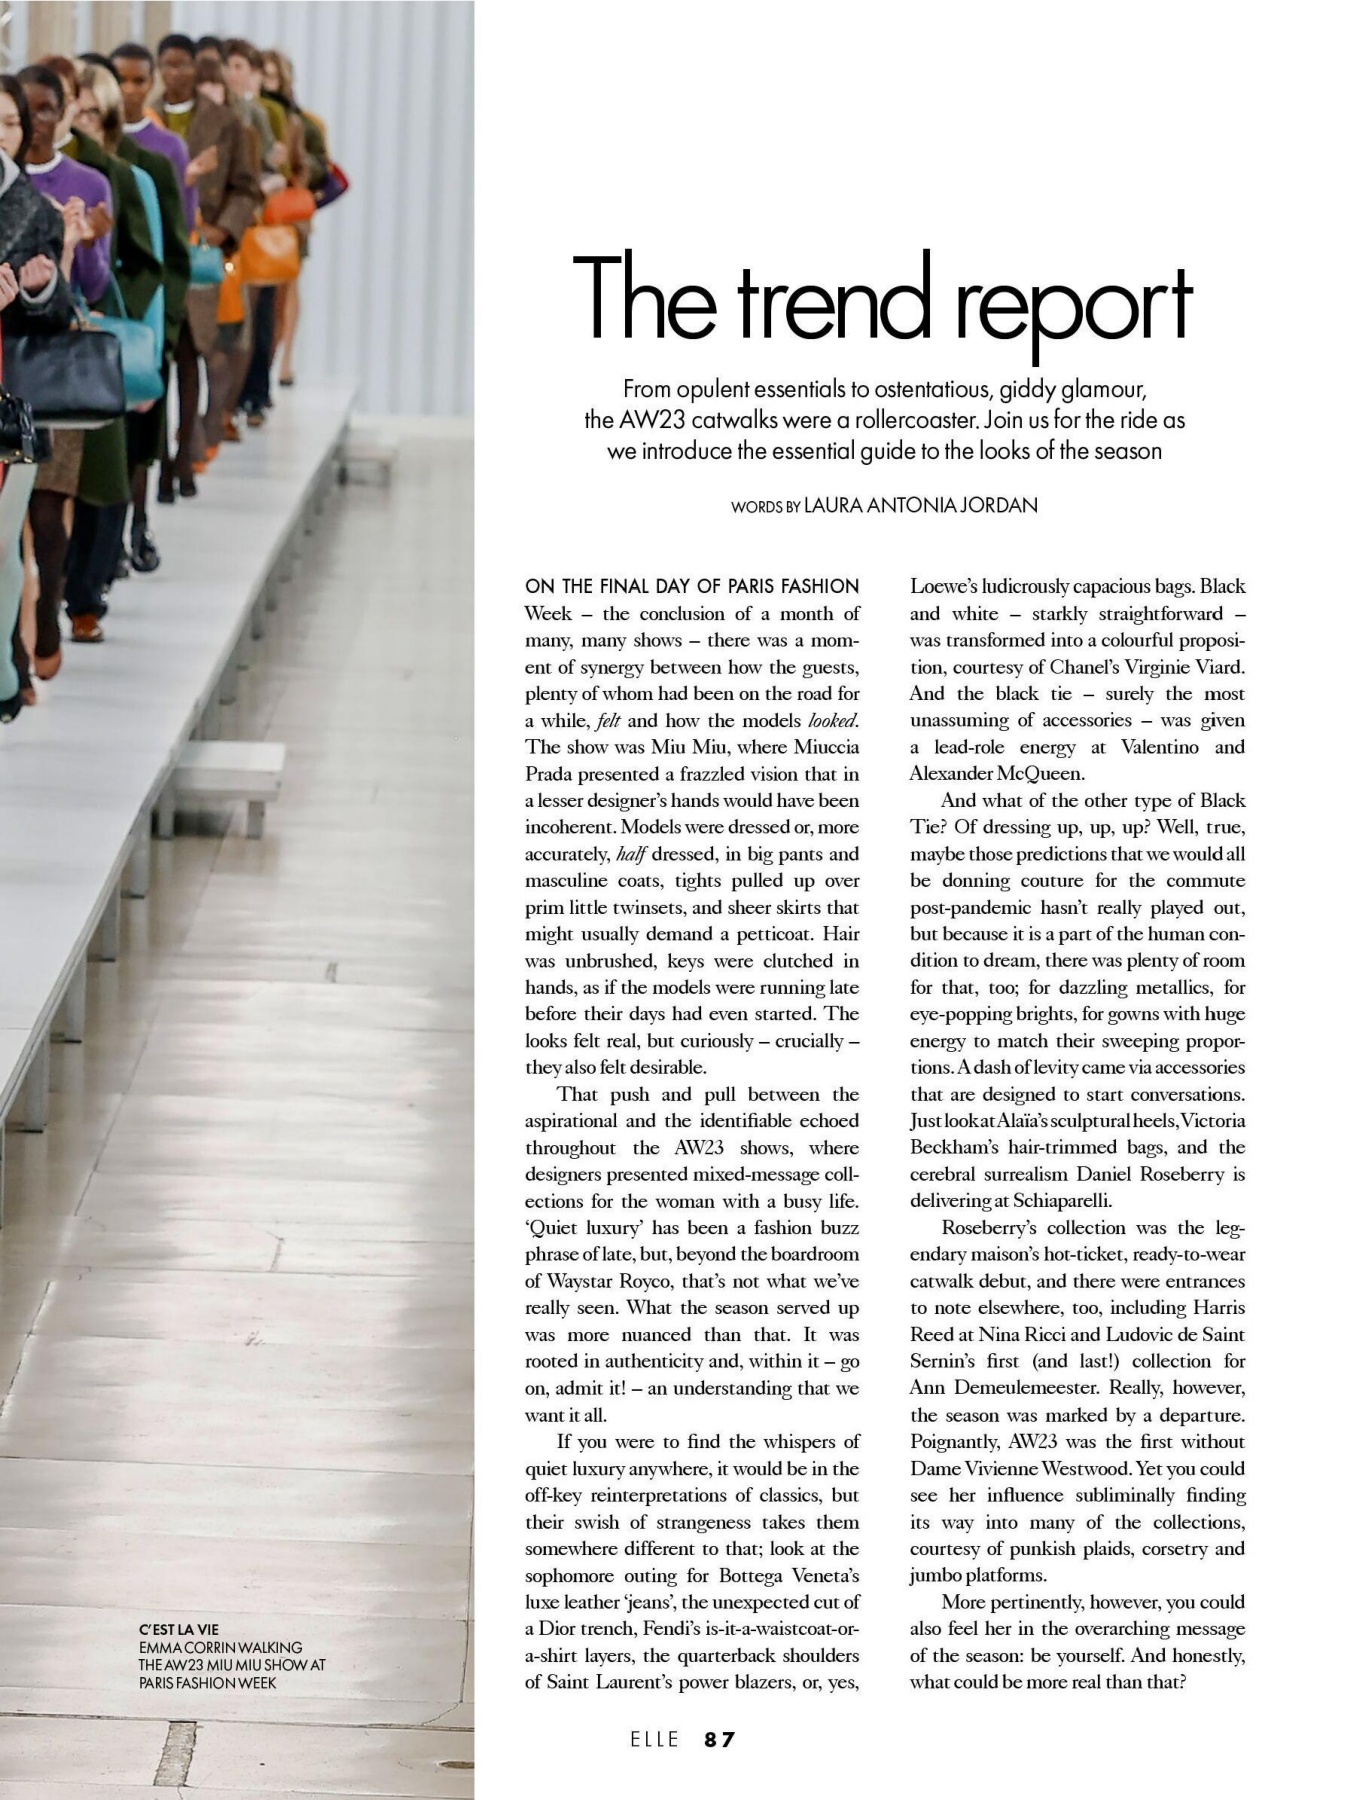 The trend report
From opulent essentials to ostentatious, giddy glamour,
the AW23 catwalks were a rollercoaster. Join us for the ride as
we introduce the essential guide to the looks of the season
WORDS BY LAURA ANTONIA JORDAN
ON THE FINAL DAY OF PARIS FASHION
Week – the conclusion of a month of
many, many shows – there was a mom-
ent of synergy between how the guests,
plenty of whom had been on the road for
a while, felt and how the models looked.
The show was Miu Miu, where Miuccia
Prada presented a frazzled vision that in
a lesser designer’s hands would have been
incoherent. Models were dressed or, more
accurately, half dressed, in big pants and
masculine coats, tights pulled up over
prim little twinsets, and sheer skirts that
might usually demand a petticoat. Hair
was unbrushed, keys were clutched in
hands, as if the models were running late
before their days had even started. The
looks felt real, but curiously – crucially –
they also felt desirable.
That push and pull between the
aspirational and the identifiable echoed
throughout the AW23 shows, where
designers presented mixed-message coll-
ections for the woman with a busy life.
‘Quiet luxury’ has been a fashion buzz
phrase of late, but, beyond the boardroom
of Waystar Royco, that’s not what we’ve
really seen. What the season served up
was more nuanced than that. It was
rooted in authenticity and, within it – go
on, admit it! – an understanding that we
want it all.
If you were to find the whispers of
quiet luxury anywhere, it would be in the
off-key reinterpretations of classics, but
their swish of strangeness takes them
somewhere different to that; look at the
sophomore outing for Bottega Veneta’s
luxe leather ‘jeans’, the unexpected cut of
a Dior trench, Fendi’s is-it-a-waistcoat-or-
a-shirt layers, the quarterback shoulders
of Saint Laurent’s power blazers, or, yes,
Loewe’s ludicrously capacious bags. Black
and white – starkly straightforward –
was transformed into a colourful proposi-
tion, courtesy of Chanel’s Virginie Viard.
And the black tie – surely the most
unassuming of accessories – was given
a lead-role energy at Valentino and
Alexander McQueen.
And what of the other type of Black
Tie? Of dressing up, up, up? Well, true,
maybe those predictions that we would all
be donning couture for the commute
post-pandemic hasn’t really played out,
but because it is a part of the human con-
dition to dream, there was plenty of room
for that, too; for dazzling metallics, for
eye-popping brights, for gowns with huge
energy to match their sweeping propor-
tions. A dash of levity came via accessories
that are designed to start conversations.
Just look at Alaïa’s sculptural heels, Victoria
Beckham’s hair-trimmed bags, and the
cerebral surrealism Daniel Roseberry is
delivering at Schiaparelli.
Roseberry’s collection was the leg-
endary maison’s hot-ticket, ready-to-wear
catwalk debut, and there were entrances
to note elsewhere, too, including Harris
Reed at Nina Ricci and Ludovic de Saint
Sernin’s first (and last!) collection for
Ann Demeulemeester. Really, however,
the season was marked by a departure.
Poignantly, AW23 was the first without
Dame Vivienne Westwood. Yet you could
see her influence subliminally finding
its way into many of the collections,
courtesy of punkish plaids, corsetry and
jumbo platforms.
More pertinently, however, you could
also feel her in the overarching message
of the season: be yourself. And honestly,
what could be more real than that?
C’EST LA VIE
EMMA CORRIN WALKING
THE AW23 MIU MIU SHOW AT
PARIS FASHION WEEK
ELLE 87